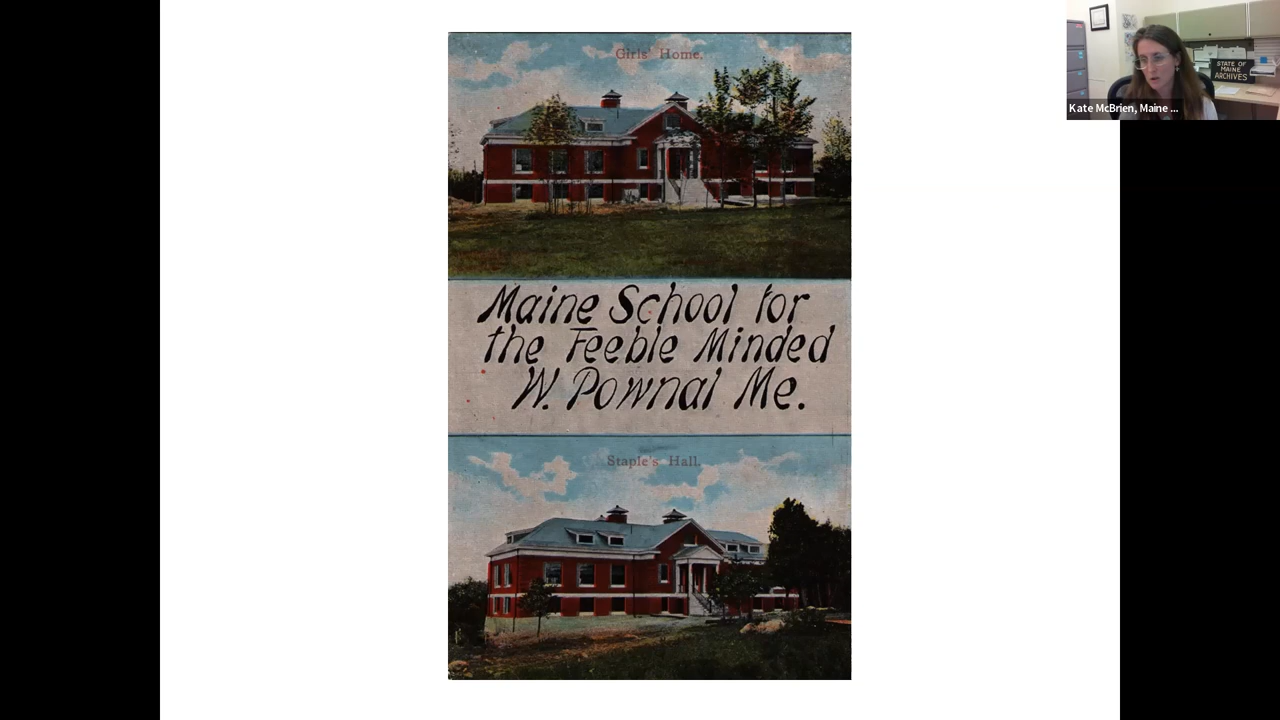 Girls' Home.
Maine School for
the Feeble Minded
W. Pownal Me.
Staple's Hall.
STATE OF
MAINE
ARCHIVES
Kate McBrien, Maine ...